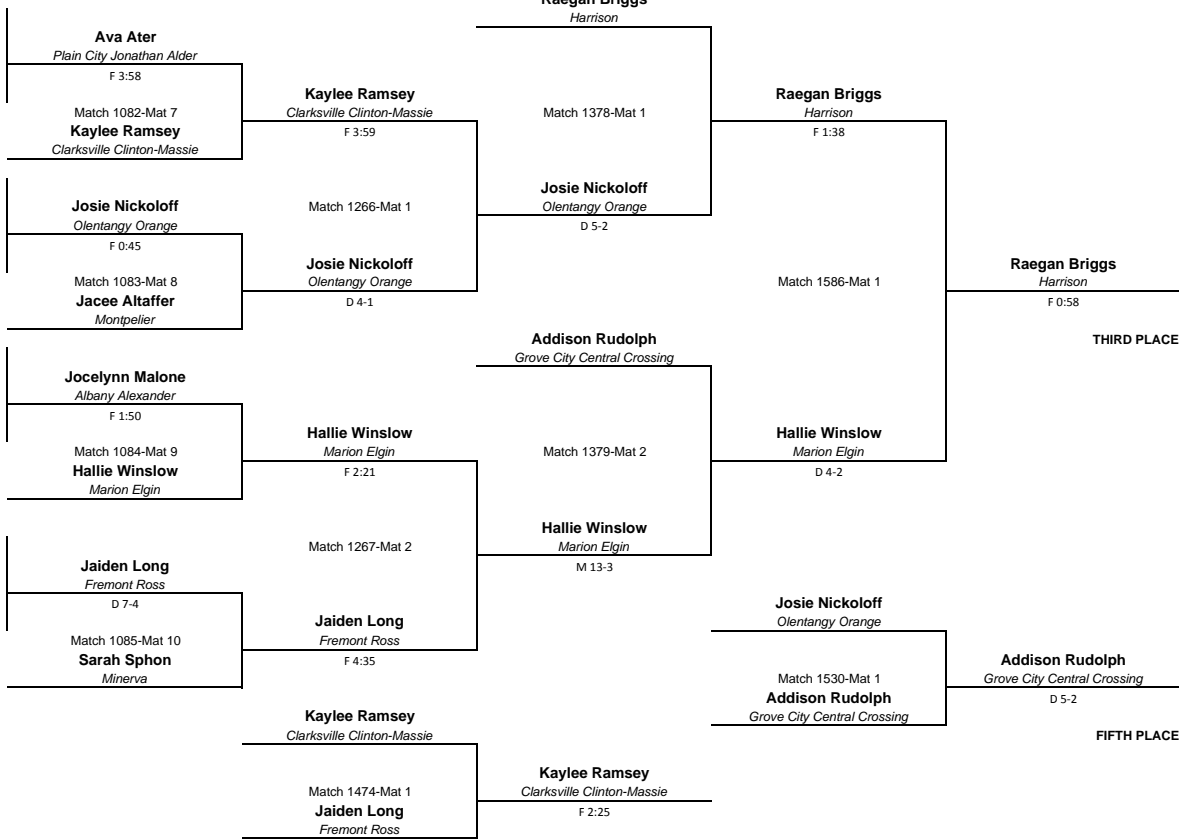 Ava Ater
Plain City Jonathan Alder
F 3:58
Match 1082-Mat 7
Kaylee Ramsey
Clarksville Clinton-Massie
Josie Nickoloff
Olentangy Orange
F 0:45
Match 1083-Mat 8
Jacee Altaffer
Montpelier
Jocelynn Malone
Albany Alexander
F 1:50
Match 1084-Mat 9
Hallie Winslow
Marion Elgin
Jaiden Long
Fremont Ross
D 7-4
Match 1085-Mat 10
Sarah Sphon
Minerva
Kaylee Ramsey
Clarksville Clinton-Massie
F 3:59
Match 1266-Mat 1
Josie Nickoloff
Olentangy Orange
D 4-1
Hallie Winslow
Marion Elgin
F 2:21
Match 1267-Mat 2
Jaiden Long
Fremont Ross
F 4:35
Kaylee Ramsey
Clarksville Clinton-Massie
Match 1474-Mat 1
Jaiden Long
Fremont Ross
Raegan Briggs
Harrison
Match 1378-Mat 1
Josie Nickoloff
Olentangy Orange
D 5-2
Addison Rudolph
Grove City Central Crossing
Match 1379-Mat 2
Hallie Winslow
Marion Elgin
M 13-3
Kaylee Ramsey
Clarksville Clinton-Massie
F 2:25
Raegan Briggs
Harrison
F 1:38
Match 1586-Mat 1
Hallie Winslow
Marion Elgin
D 4-2
Josie Nickoloff
Olentangy Orange
Match 1530-Mat 1
Addison Rudolph
Grove City Central Crossing
Raegan Briggs
Harrison
F 0:58
THIRD PLACE
Addison Rudolph
Grove City Central Crossing
D 5-2
FIFTH PLACE